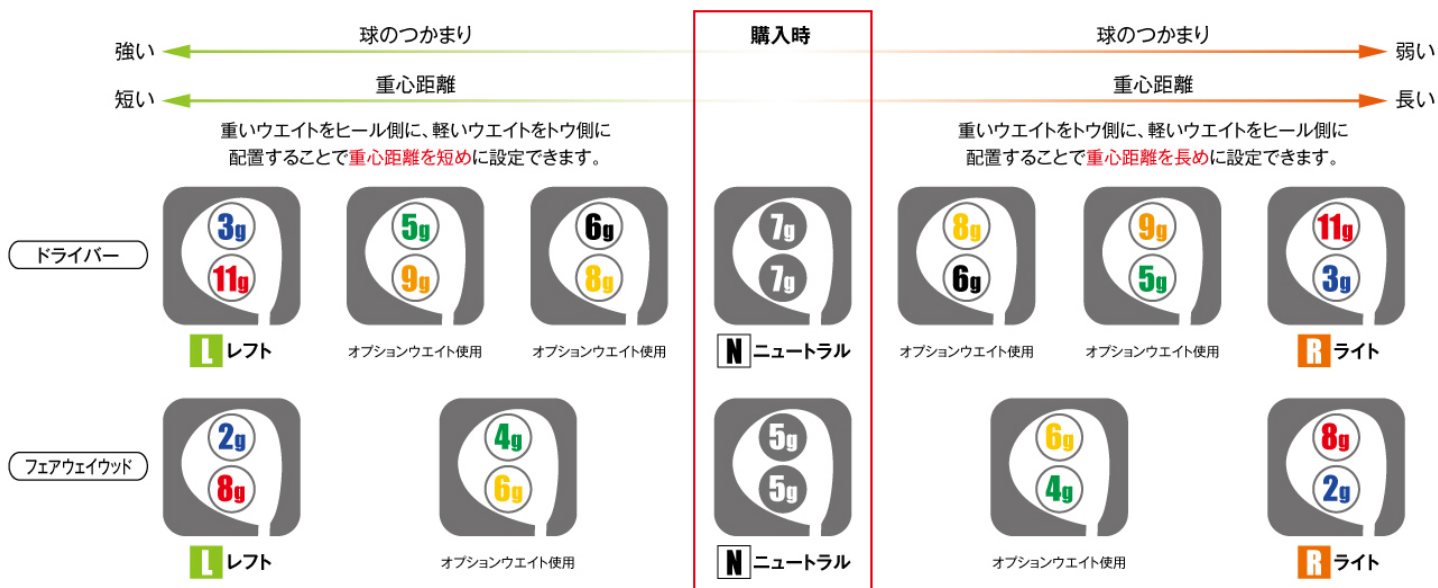 球のつかまり 購入時 球のつかまり
強い 弱い
重心距離 重心距離
短い 長い
重いウエイトをヒール側に、軽いウエイトをトウ側に
配置することで重心距離を短めに設定できます。
重いウエイトをトウ側に、軽いウエイトをヒール側に
配置することで重心距離を長めに設定できます。
ドライバー
3g 5g 6g 7g 8g 9g 11g
11g 9g 8g 7g 6g 5g 3g
L レフト オプションウエイト使用 オプションウエイト使用 N ニュートラル オプションウエイト使用 オプションウエイト使用 R ライト
フェアウェイウッド
2g 4g 5g 6g 8g
8g 6g 5g 4g 2g
L レフト オプションウエイト使用 N ニュートラル オプションウエイト使用 R ライト